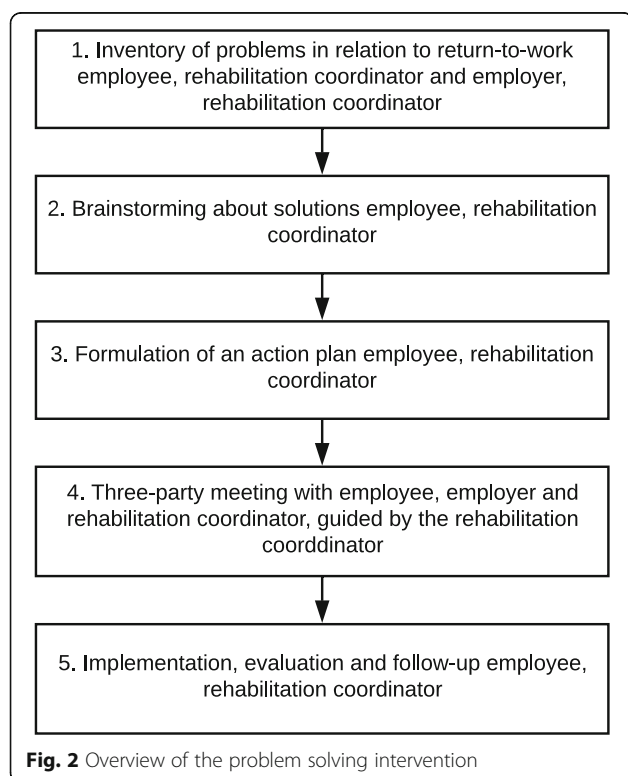 1. Inventory of problems in relation to return-to-work
employee, rehabilitation coordinator and employer,
rehabilitation coordinator
2. Brainstorming about solutions employee, rehabilitation
coordinator
3. Formulation of an action plan employee, rehabilitation
coordinator
4. Three-party meeting with employee, employer and
rehabilitation coordinator, guided by the rehabilitation
coorddinator
5. Implementation, evaluation and follow-up employee,
rehabilitation coordinator
Fig. 2 Overview of the problem solving intervention